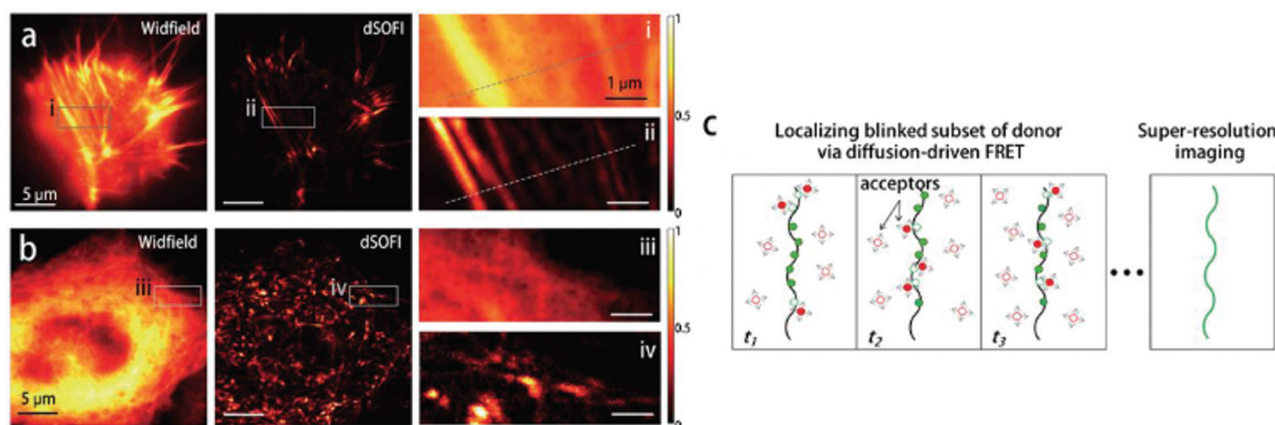 a
Widfield
i
5 µm
dSOFI
ii
i
1 µm
ii
1
0.5
0
b
Widfield
iii
5 µm
dSOFI
iv
iii
iv
1
0.5
0
c
Localizing blinked subset of donor
via diffusion-driven FRET
Super-resolution
imaging
acceptors
t1
t2
t3